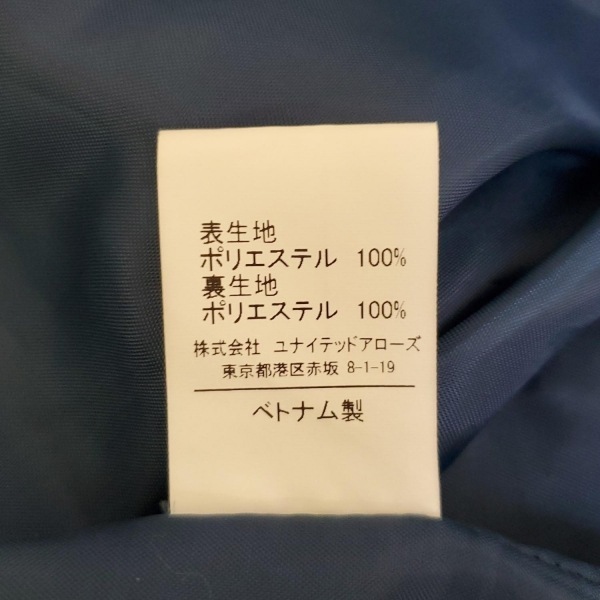 表生地
ポリエステル 100%
裏生地
ポリエステル 100%
株式会社 ユナイテッドアローズ
東京都港区赤坂 8-1-19
ベトナム製